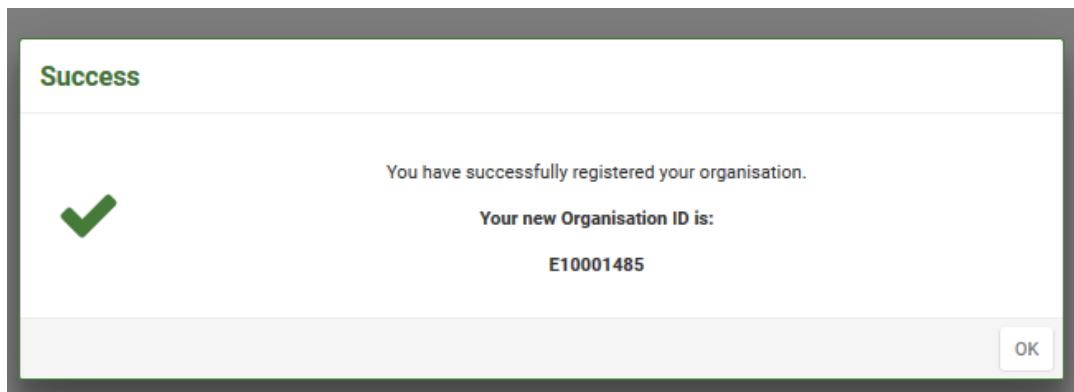 Success
You have successfully registered your organisation.
Your new Organisation ID is:
E10001485
OK